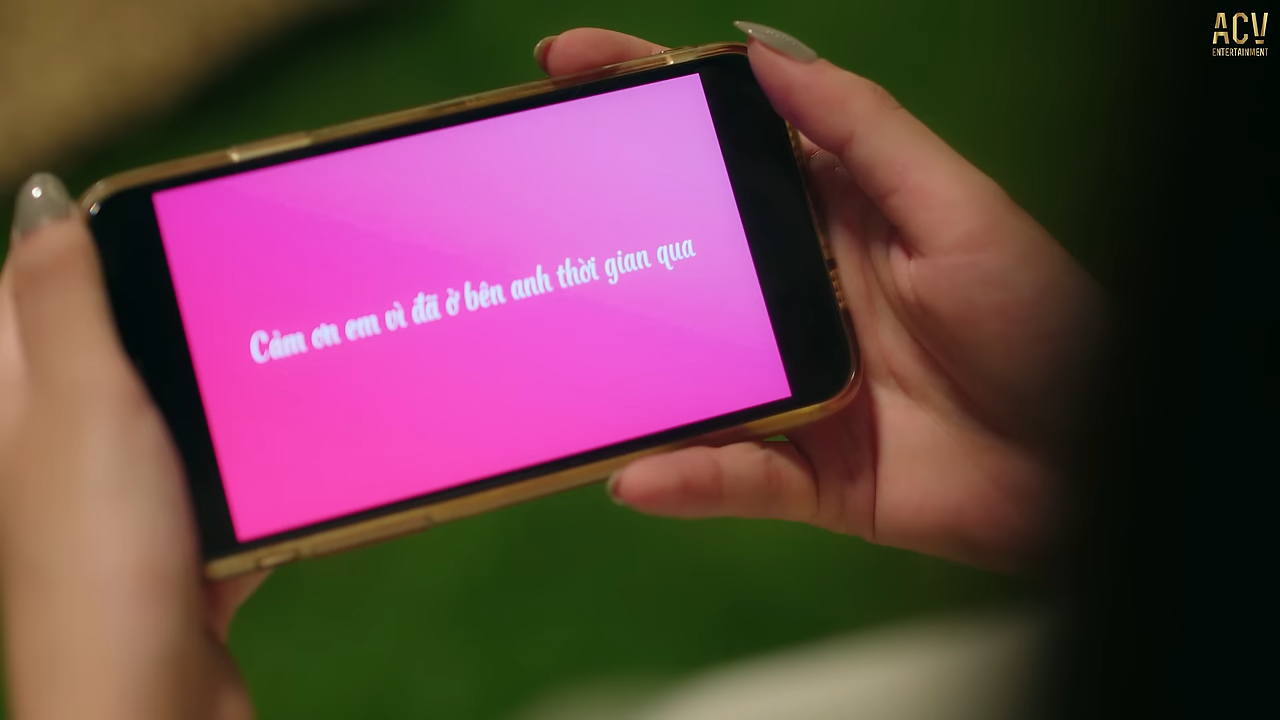 ACV
ENTERTAINMENT
Cảm ơn em vì đã ở bên anh thời gian qua